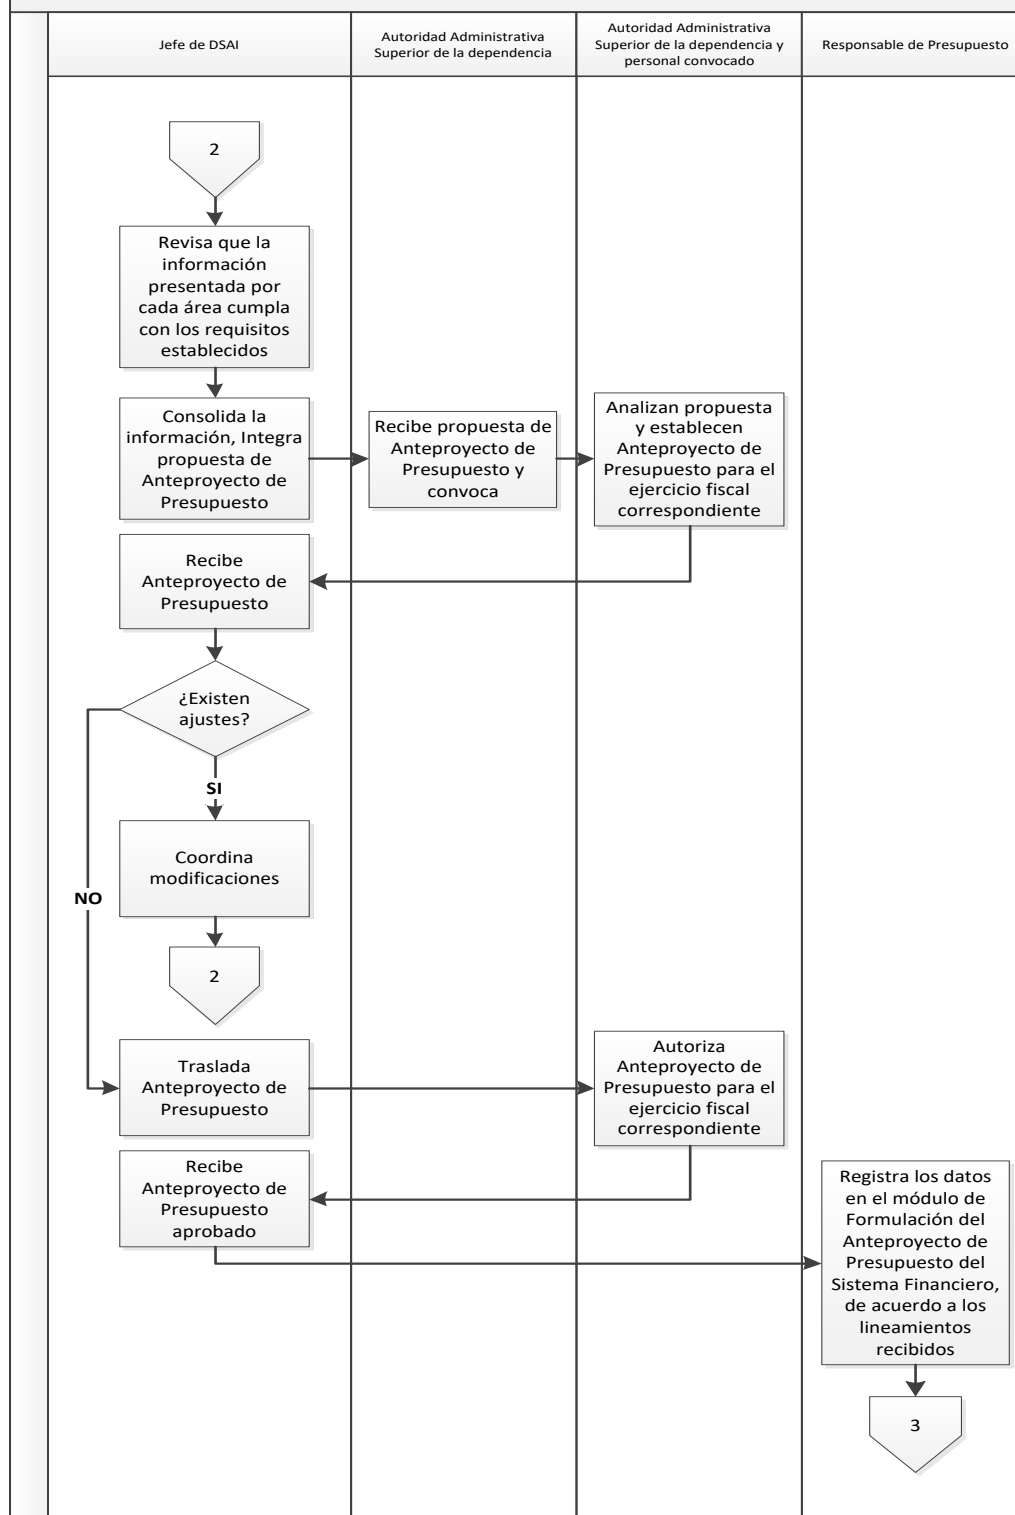 Jefe de DSAI
Autoridad Administrativa
Superior de la dependencia
Autoridad Administrativa
Superior de la dependencia y
personal convocado
Responsable de Presupuesto
2
Revisa que la
información
presentada por
cada área cumpla
con los requisitos
establecidos
Consolida la
información, Integra
propuesta de
Anteproyecto de
Presupuesto
Recibe propuesta de
Anteproyecto de
Presupuesto y
convoca
Analizan propuesta
y establecen
Anteproyecto de
Presupuesto para el
ejercicio fiscal
correspondiente
Recibe
Anteproyecto de
Presupuesto
¿Existen
ajustes?
SI
Coordina
modificaciones
NO
2
Traslada
Anteproyecto de
Presupuesto
Autoriza
Anteproyecto de
Presupuesto para el
ejercicio fiscal
correspondiente
Recibe
Anteproyecto de
Presupuesto
aprobado
Registra los datos
en el módulo de
Formulación del
Anteproyecto de
Presupuesto del
Sistema Financiero,
de acuerdo a los
lineamientos
recibidos
3